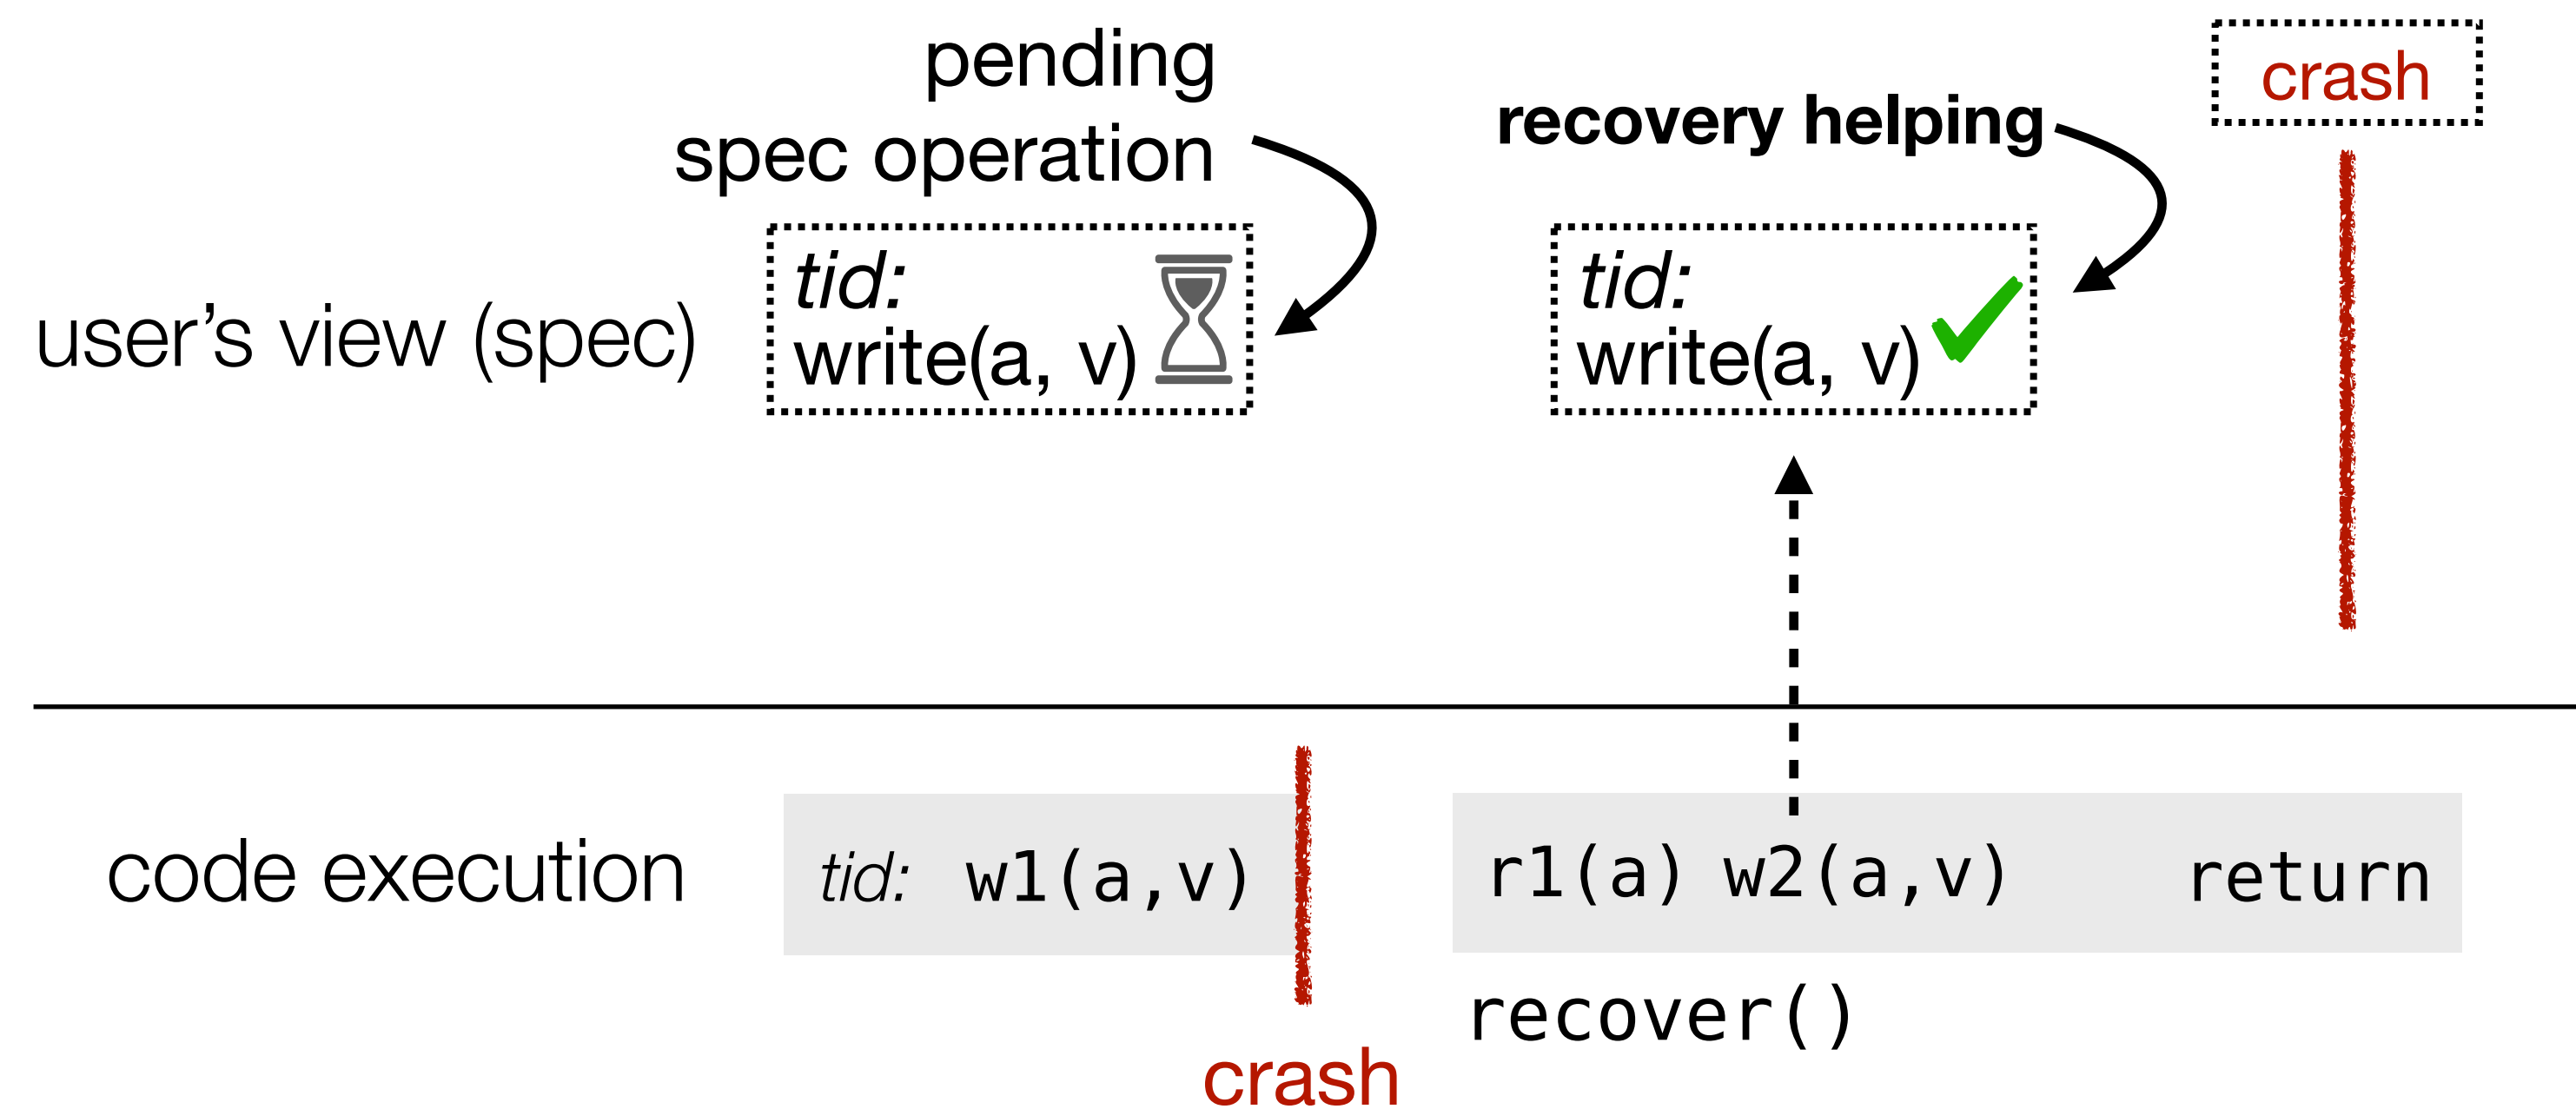 pending
spec operation
recovery helping
crash
user's view (spec)
tid:
write(a, v)
tid:
write(a, v)
code execution
tid: w1(a,v)
r1(a) w2(a,v) return
recover()
crash